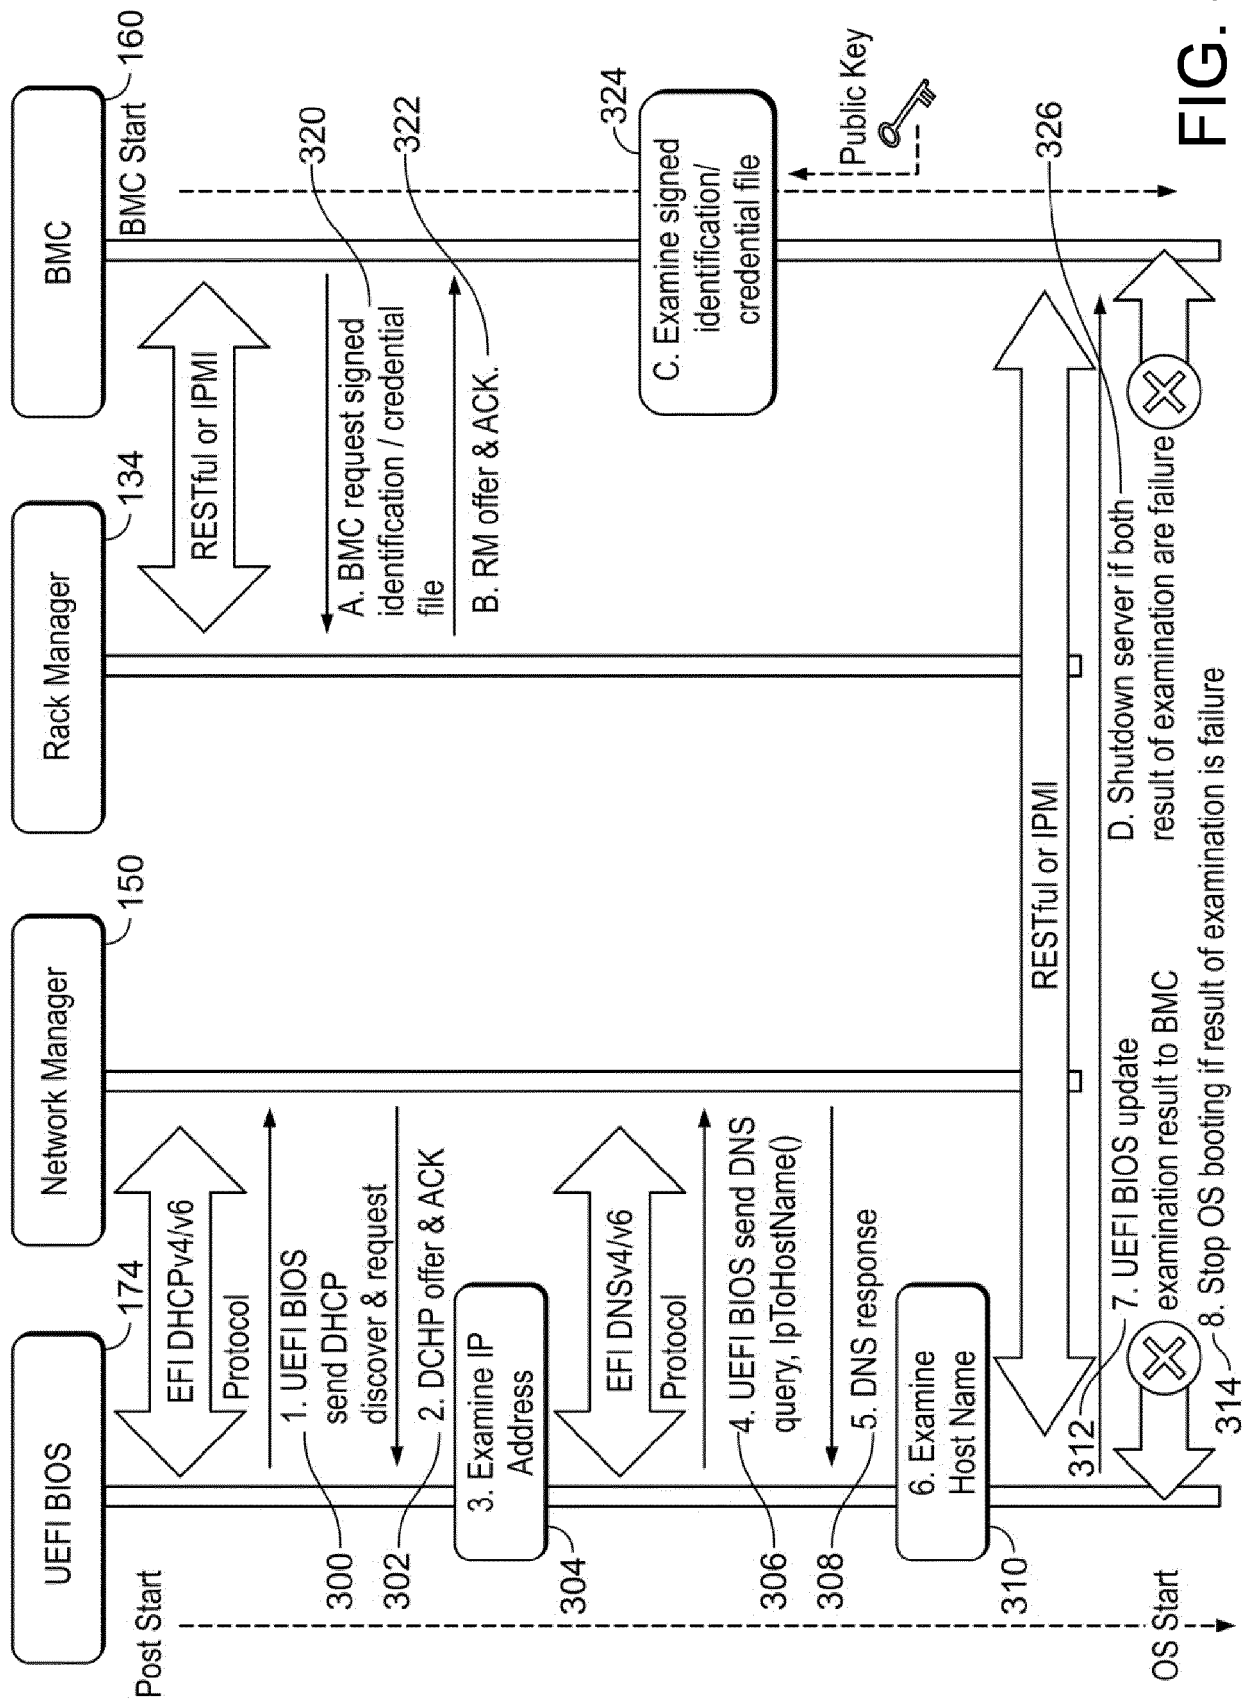 UEFI BIOS
174
Network Manager
150
Rack Manager
134
BMC
160
Post Start
BMC Start
EFI DHCPv4/v6
Protocol
RESTful or IPMI
300
1. UEFI BIOS
send DHCP
discover & request
A. BMC request signed
identification / credential
file
320
302
2. DCHP offer & ACK
B. RM offer & ACK.
322
3. Examine IP
Address
304
EFI DNSv4/v6
Protocol
C. Examine signed
identification/
credential file
324
Public Key
306
4. UEFI BIOS send DNS
query, IpToHostName()
308
5. DNS response
6. Examine
Host Name
310
RESTful or IPMI
312
7. UEFI BIOS update
examination result to BMC
D. Shutdown server if both
result of examination are failure
326
314
8. Stop OS booting if result of examination is failure
OS Start
FIG.